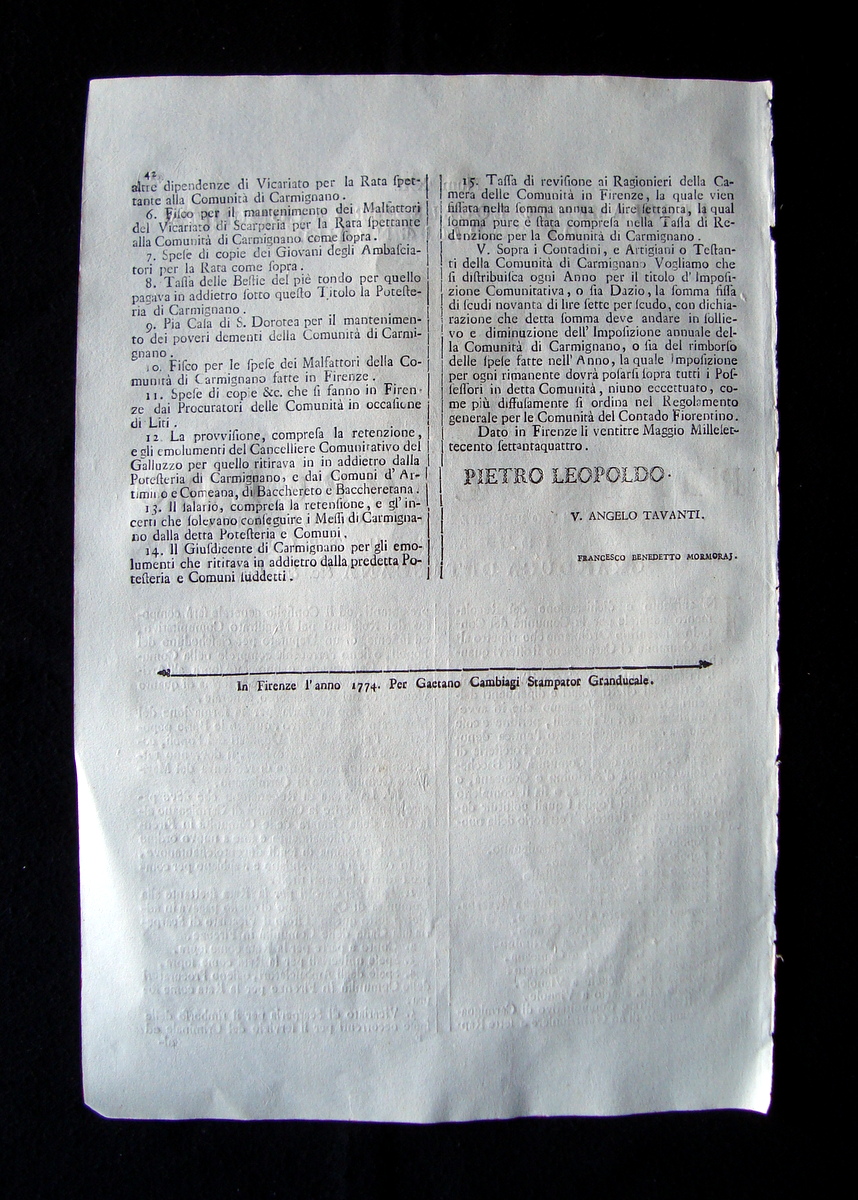 42.
altre dipendenze di Vicariato per la Rata ſpet-
tante alla Comunità di Carmignano.
6. Fiſco per il mantenimento dei Malfattori
del Vicariato di Scarperia per la Rata ſpettante
alla Comunità di Carmignano come ſopra.
7. Speſe di copie dei Giovani degli Ambaſcia-
tori per la Rata come ſopra.
8. Taſſa delle Beſtie del piè tondo per quello
pagava in addietro ſotto queſto Titolo la Poteſte-
ria di Carmignano.
9. Pia Caſa di S. Dorotea per il mantenimen-
to dei poveri dementi della Comunità di Carmi-
gnano.
10. Fiſco per le ſpeſe dei Malfattori della Co-
munità di Carmignano fatte in Firenze.
11. Speſe di copie &c. che ſi fanno in Firen-
ze dai Procuratori delle Comunità in occaſione
di Liti.
12. La provviſione, compreſa la retenzione,
e gli emolumenti del Cancelliere Comunitativo del
Galluzzo per quello ritirava in in addietro dalla
Poteſteria di Carmignano, e dai Comuni d' Ar-
timino e Comeana, di Bacchereto e Baccheretana.
13. Il ſalario, compreſa la retenſione, e gl' in-
certi che ſolevano conſeguire i Meſſi di Carmigna-
no dalla detta Poteſteria e Comuni.
14. Il Giuſdicente di Carmignano per gli emo-
lumenti che ritirava in addietro dalla predetta Po-
teſteria e Comuni ſuddetti.
15. Taſſa di reviſione ai Ragionieri della Ca-
mera delle Comunità in Firenze, la quale vien
fiſſata nella ſomma annua di lire ſettanta, la qual
ſomma pure è ſtata compreſa nella Taſſa di Re-
denzione per la Comunità di Carmignano.
V. Sopra i Contadini, e Artigiani o Teſtan-
ti della Comunità di Carmignano Vogliamo che
ſi diſtribuiſca ogni Anno per il titolo d' Impoſi-
zione Comunitativa, o ſia Dazio, la ſomma fiſſa
di ſcudi novanta di lire ſette per ſcudo, con dichia-
razione che detta ſomma deve andare in ſollie-
vo e diminuzione dell' Impoſizione annuale del-
la Comunità di Carmignano, o ſia del rimborſo
delle ſpeſe fatte nell' Anno, la quale Impoſizione
per ogni rimanente dovrà poſarſi ſopra tutti i Poſ-
ſeſſori in detta Comunità, niuno eccettuato, co-
me più diffuſamente ſi ordina nel Regolamento
generale per le Comunità del Contado Fiorentino.
Dato in Firenze li ventitre Maggio Milleſet-
tecento ſettantaquattro.
PIETRO LEOPOLDO.
V. ANGELO TAVANTI.
FRANCESCO BENEDETTO MORMORAJ.
In Firenze l'anno 1774. Per Gaetano Cambiagi Stampator Granducale.